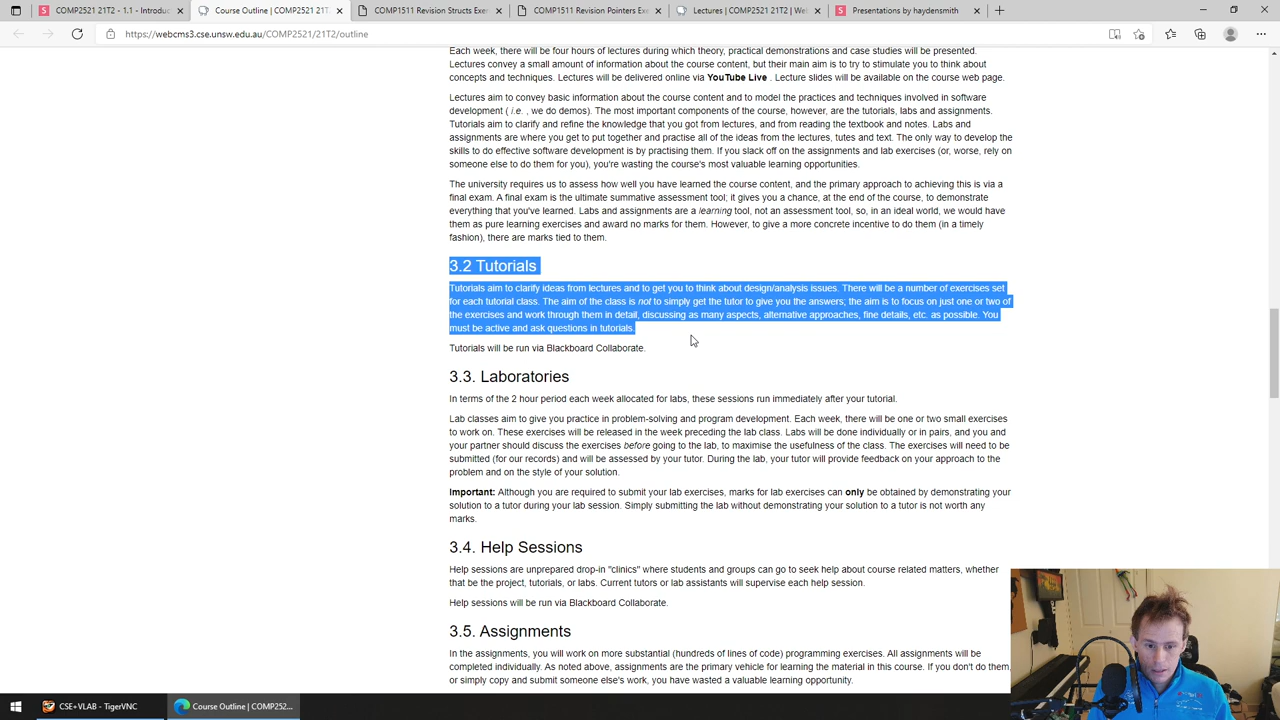 COMP2521 21T2 - 1.1 - Introduc
Course Outline | COMP2521 21T
COMP1511 Revision Structs Exer
COMP1511 Revision Pointers Exe
Lectures | COMP2521 21T2 | We
Presentations by haydensmith
https://webcms3.cse.unsw.edu.au/COMP2521/21T2/outline
Each week, there will be four hours of lectures during which theory, practical demonstrations and case studies will be presented.
Lectures convey a small amount of information about the course content, but their main aim is to try to stimulate you to think about
concepts and techniques. Lectures will be delivered online via YouTube Live . Lecture slides will be available on the course web page.
Lectures aim to convey basic information about the course content and to model the practices and techniques involved in software
development ( i.e. , we do demos). The most important components of the course, however, are the tutorials, labs and assignments.
Tutorials aim to clarify and refine the knowledge that you got from lectures, and from reading the textbook and notes. Labs and
assignments are where you get to put together and practise all of the ideas from the lectures, tutes and text. The only way to develop the
skills to do effective software development is by practising them. If you slack off on the assignments and lab exercises (or, worse, rely on
someone else to do them for you), you're wasting the course's most valuable learning opportunities.
The university requires us to assess how well you have learned the course content, and the primary approach to achieving this is via a
final exam. A final exam is the ultimate summative assessment tool; it gives you a chance, at the end of the course, to demonstrate
everything that you've learned. Labs and assignments are a learning tool, not an assessment tool, so, in an ideal world, we would have
them as pure learning exercises and award no marks for them. However, to give a more concrete incentive to do them (in a timely
fashion), there are marks tied to them.
3.2 Tutorials
Tutorials aim to clarify ideas from lectures and to get you to think about design/analysis issues. There will be a number of exercises set
for each tutorial class. The aim of the class is not to simply get the tutor to give you the answers; the aim is to focus on just one or two of
the exercises and work through them in detail, discussing as many aspects, alternative approaches, fine details, etc. as possible. You
must be active and ask questions in tutorials.
Tutorials will be run via Blackboard Collaborate.
3.3. Laboratories
In terms of the 2 hour period each week allocated for labs, these sessions run immediately after your tutorial.
Lab classes aim to give you practice in problem-solving and program development. Each week, there will be one or two small exercises
to work on. These exercises will be released in the week preceding the lab class. Labs will be done individually or in pairs, and you and
your partner should discuss the exercises before going to the lab, to maximise the usefulness of the class. The exercises will need to be
submitted (for our records) and will be assessed by your tutor. During the lab, your tutor will provide feedback on your approach to the
problem and on the style of your solution.
Important: Although you are required to submit your lab exercises, marks for lab exercises can only be obtained by demonstrating your
solution to a tutor during your lab session. Simply submitting the lab without demonstrating your solution to a tutor is not worth any
marks.
3.4. Help Sessions
Help sessions are unprepared drop-in "clinics" where students and groups can go to seek help about course related matters, whether
that be the project, tutorials, or labs. Current tutors or lab assistants will supervise each help session.
Help sessions will be run via Blackboard Collaborate.
3.5. Assignments
In the assignments, you will work on more substantial (hundreds of lines of code) programming exercises. All assignments will be
completed individually. As noted above, assignments are the primary vehicle for learning the material in this course. If you don't do them,
or simply copy and submit someone else's work, you have wasted a valuable learning opportunity.
CSE+VLAB - TigerVNC
Course Outline | COMP252...